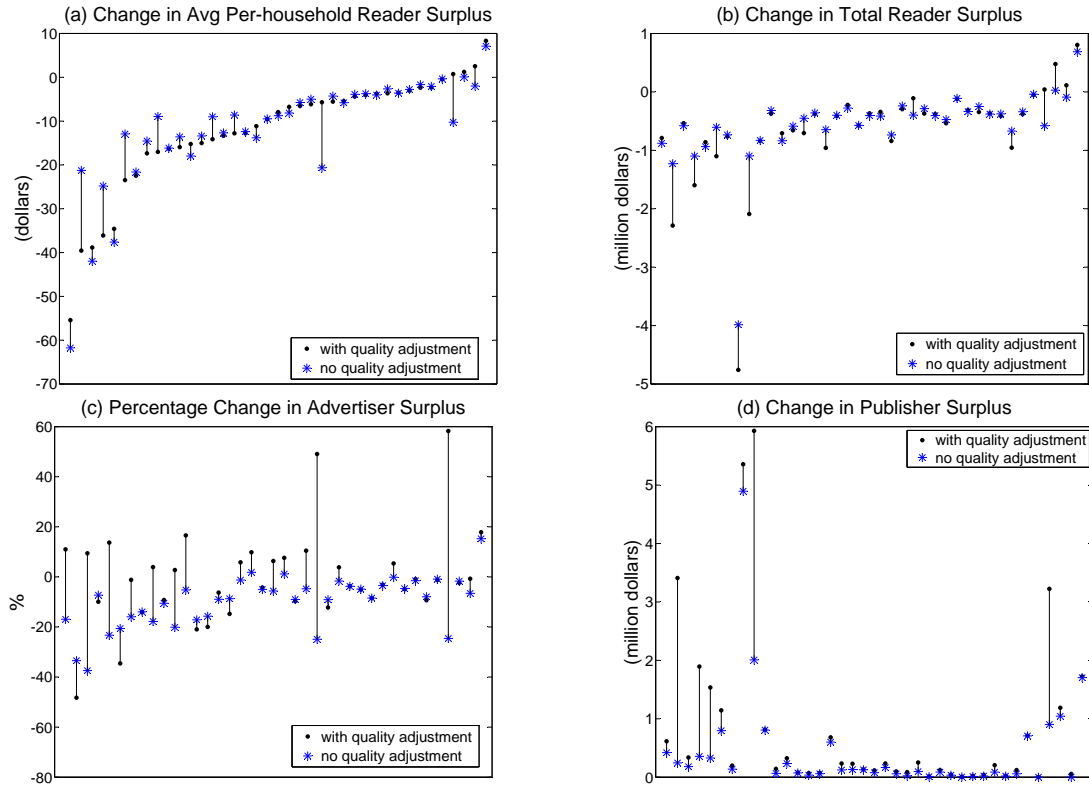 (a) Change in Avg Per-household Reader Surplus
10
0
-10
-20
-30
-40
-50
-60
-70
(dollars)
with quality adjustment
no quality adjustment
(b) Change in Total Reader Surplus
1
0
-1
-2
-3
-4
-5
(million dollars)
with quality adjustment
no quality adjustment
(c) Percentage Change in Advertiser Surplus
60
40
20
0
-20
-40
-60
-80
%
with quality adjustment
no quality adjustment
(d) Change in Publisher Surplus
6
5
4
3
2
1
0
(million dollars)
with quality adjustment
no quality adjustment